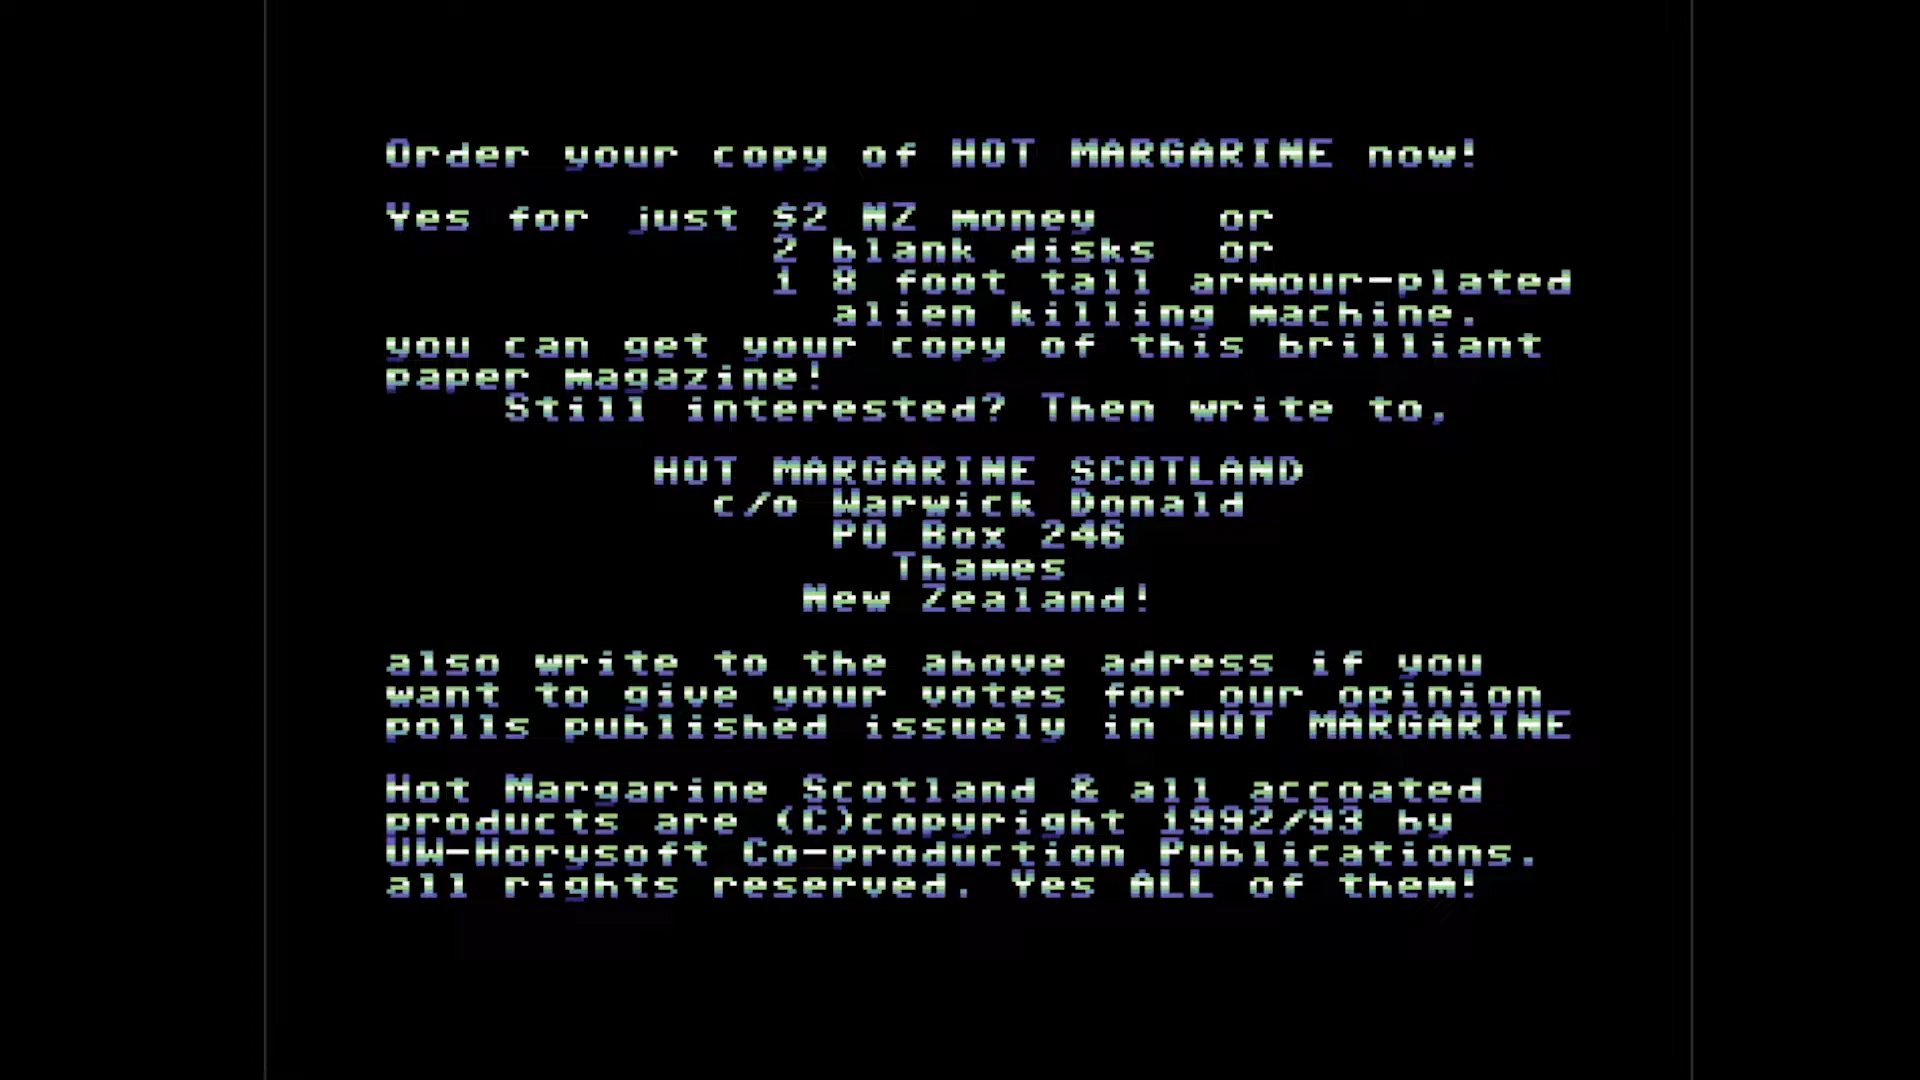 Order your copy of HOT MARGARINE now!
Yes for just $2 NZ money or
2 blank disks or
1 8 foot tall armour-plated
alien killing machine.
you can get your copy of this brilliant
paper magazine!
Still interested? Then write to,
HOT MARGARINE SCOTLAND
c/o Warwick Donald
PO Box 246
Thames
New Zealand!
also write to the above adress if you
want to give your votes for our opinion
polls published issuely in HOT MARGARINE
Hot Margarine Scotland & all accoated
products are (C)copyright 1992/93 by
UW-Horysoft Co-production Publications.
all rights reserved. Yes ALL of them!